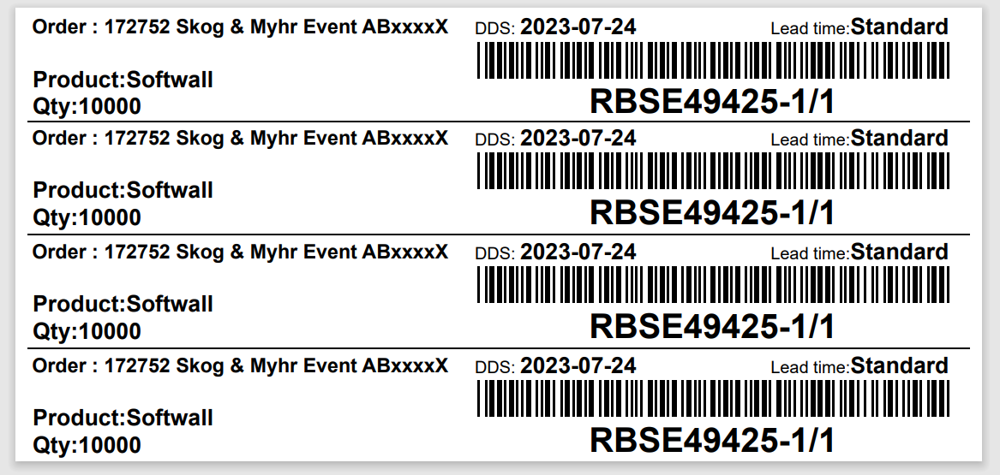 Order : 172752 Skog & Myhr Event ABxxxxX DDS: 2023-07-24 Lead time:Standard
Product:Softwall
Qty:10000 RBSE49425-1/1
Order : 172752 Skog & Myhr Event ABxxxxX DDS: 2023-07-24 Lead time:Standard
Product:Softwall
Qty:10000 RBSE49425-1/1
Order : 172752 Skog & Myhr Event ABxxxxX DDS: 2023-07-24 Lead time:Standard
Product:Softwall
Qty:10000 RBSE49425-1/1
Order : 172752 Skog & Myhr Event ABxxxxX DDS: 2023-07-24 Lead time:Standard
Product:Softwall
Qty:10000 RBSE49425-1/1